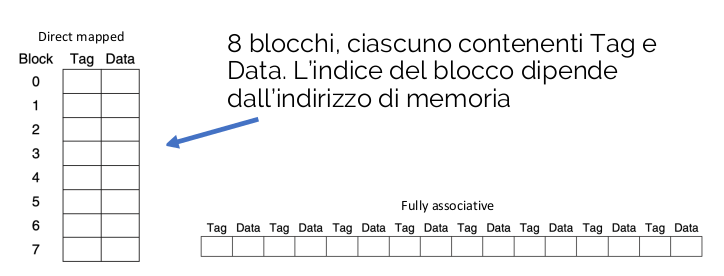 Direct mapped
Block Tag Data
0
1
2
3
4
5
6
7
8 blocchi, ciascuno contenenti Tag e
Data. L'indice del blocco dipende
dall'indirizzo di memoria
Fully associative
Tag Data Tag Data Tag Data Tag Data Tag Data Tag Data Tag Data Tag Data